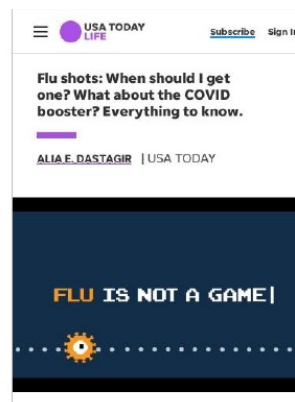 USA TODAY
LIFE
Subscribe Sign In
Flu shots: When should I get
one? What about the COVID
booster? Everything to know.
ALIA E. DASTAGIR | USA TODAY
FLU IS NOT A GAME|